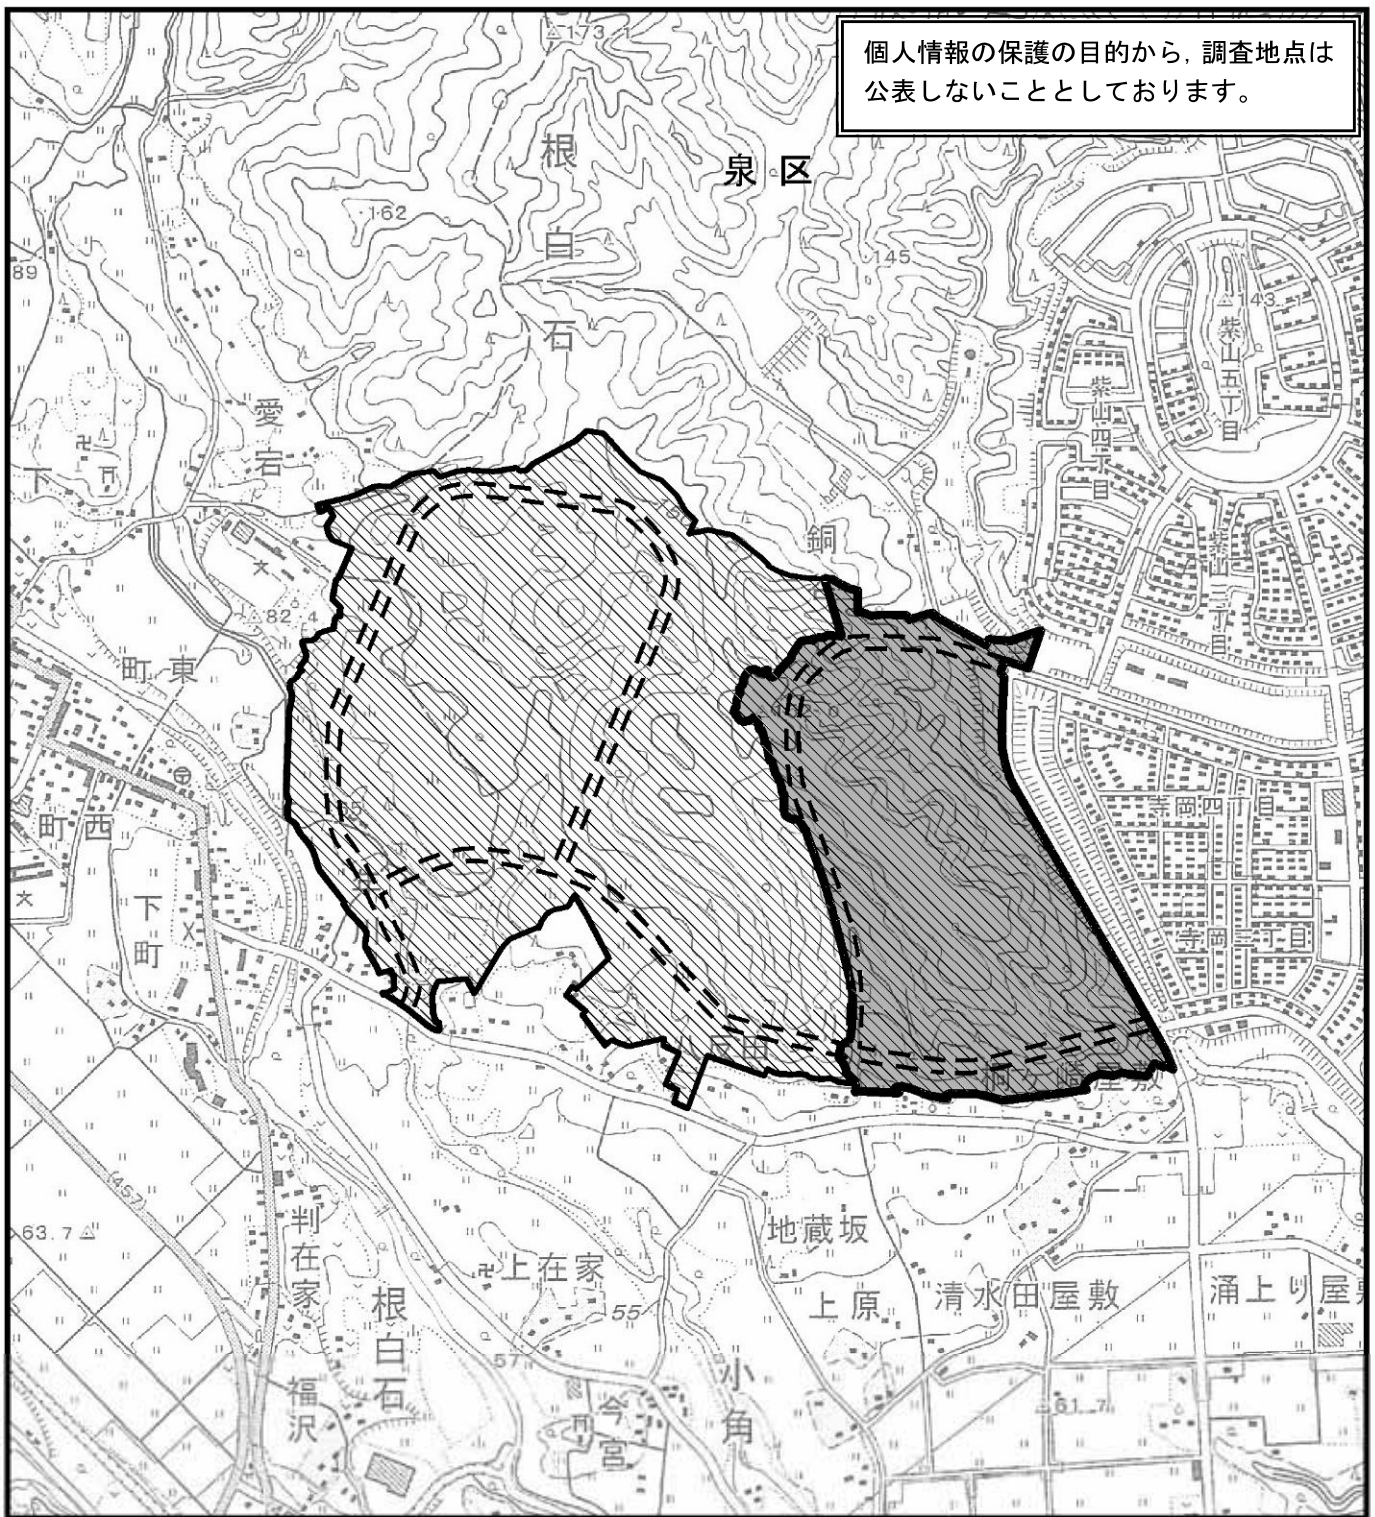 個人情報の保護の目的から,調査地点は
公表しないこととしております。
173.1
根白石
泉区
162
145
89
143.1
紫山五丁目
紫山四丁目
愛宕
下
銅
82.4
町東
寺岡四丁目
町西
下町
寺岡三丁目
(457)
63.7
判在家
地蔵坂
上在家
上原
清水田屋敷
涌上り屋
根白石
55
57
小角
福沢
今宮
61.7